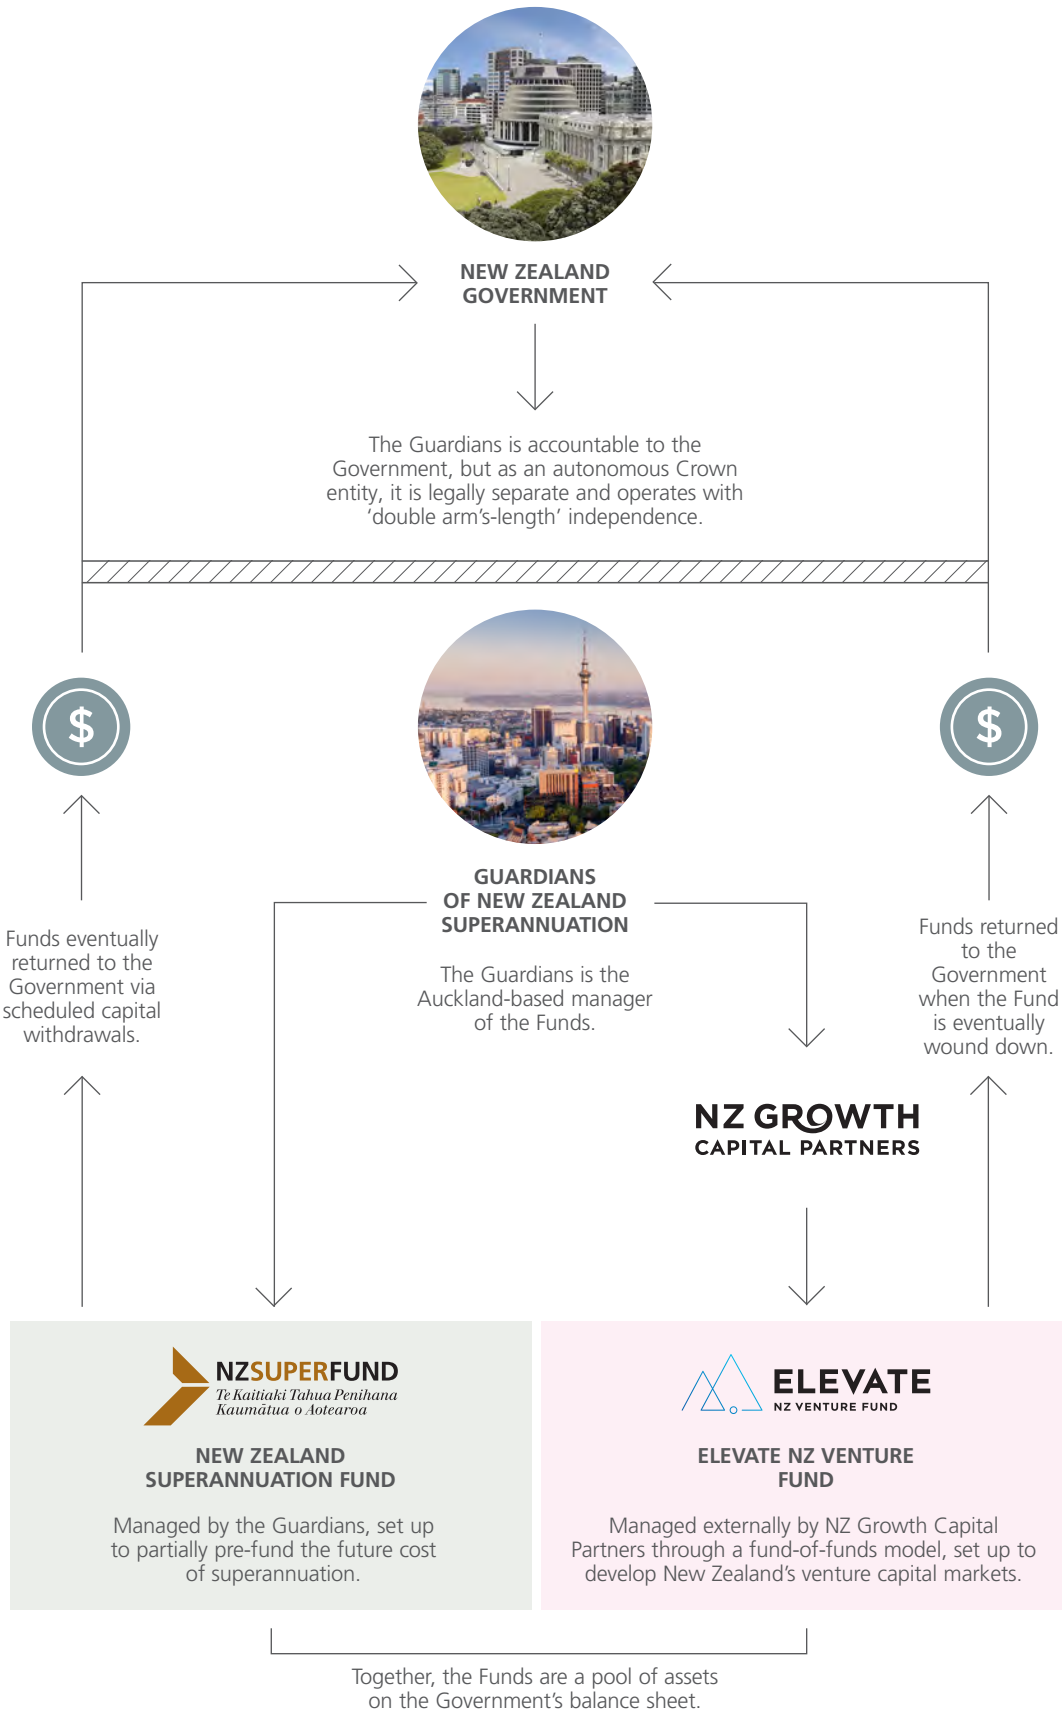 NEW ZEALAND
GOVERNMENT
The Guardians is accountable to the
Government, but as an autonomous Crown
entity, it is legally separate and operates with
‘double arm’s-length’ independence.
$
$
GUARDIANS
OF NEW ZEALAND
SUPERANNUATION
The Guardians is the
Auckland-based manager
of the Funds.
Funds eventually
returned to the
Government via
scheduled capital
withdrawals.
Funds returned
to the
Government
when the Fund
is eventually
wound down.
NZ GROWTH
CAPITAL PARTNERS
NZSUPERFUND
Te Kaitiaki Tahua Penihana
Kaumātua o Aotearoa
NEW ZEALAND
SUPERANNUATION FUND
Managed by the Guardians, set up
to partially pre-fund the future cost
of superannuation.
ELEVATE
NZ VENTURE FUND
ELEVATE NZ VENTURE
FUND
Managed externally by NZ Growth Capital
Partners through a fund-of-funds model, set up to
develop New Zealand’s venture capital markets.
Together, the Funds are a pool of assets
on the Government’s balance sheet.